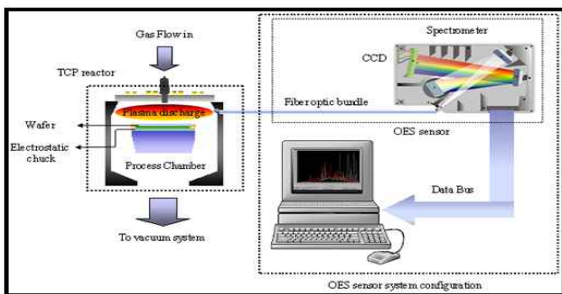 Gas Flow in
TCP reactor
Plasma discharge
Wafer
Electrostatic
chuck
Process Chamber
To vacuum system
Spectrometer
CCD
Fiber optic bundle
OES sensor
Data Bus
OES sensor system configuration